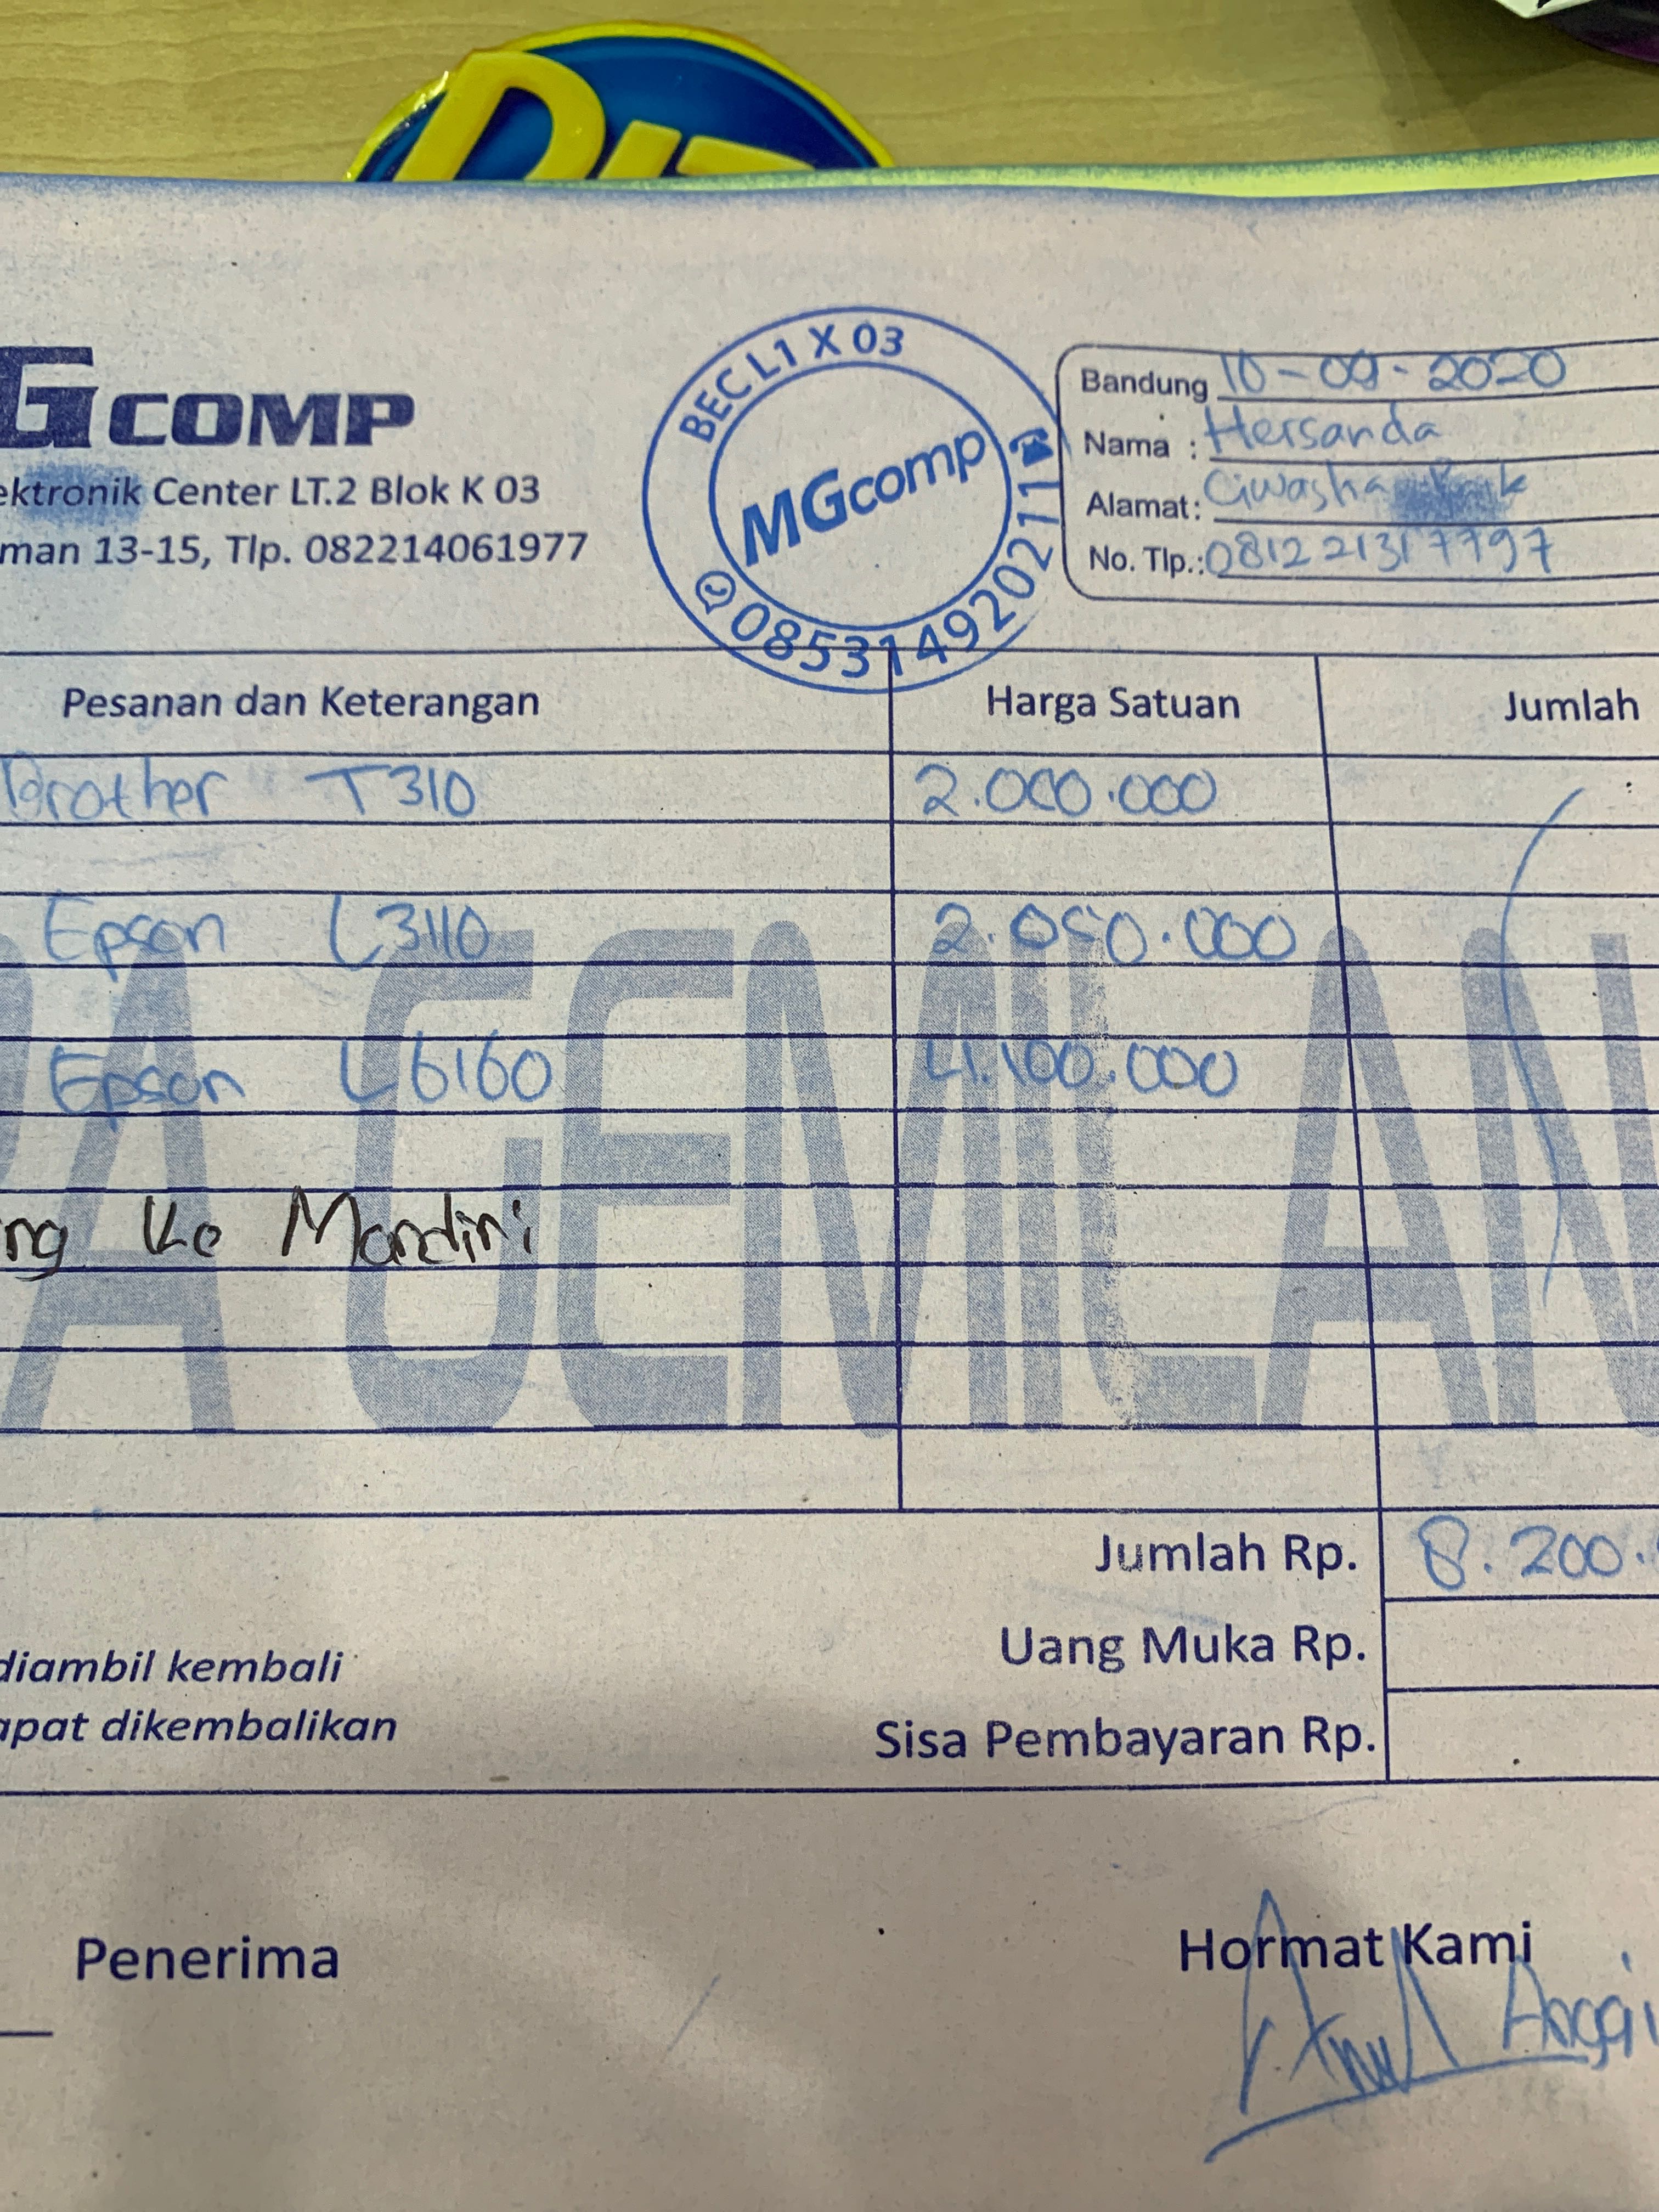 GCOMP
ektronik Center LT.2 Blok K 03
man 13-15, Tlp. 082214061977
BEC L1 X 03
MGcomp
085314920211
Bandung 10-09-2020
Nama : Hersanda
Alamat:
No. Tlp.: 081221317797
Pesanan dan Keterangan Harga Satuan Jumlah
Brother T310 2.000.000
Epson L3110 2.050.000
Epson L6160 4.100.000
ng ke Mandiri
GEMILAN
Jumlah Rp. 8.200.
Uang Muka Rp.
diambil kembali
Sisa Pembayaran Rp.
apat dikembalikan
Penerima Hormat Kami
Anggi